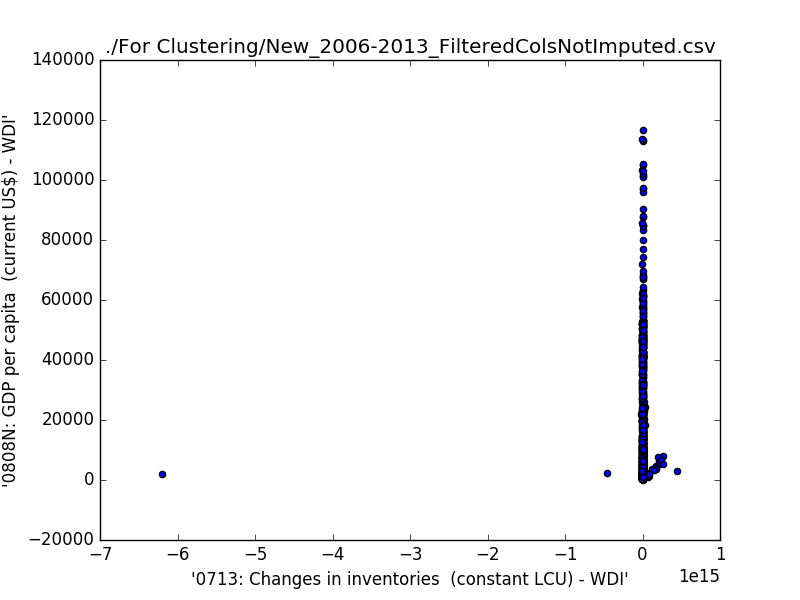 ./For Clustering/New_2006-2013_FilteredColsNotImputed.csv
140000
120000
100000
80000
60000
40000
20000
0
−20000
'0808N: GDP per capita  (current US$) - WDI'
−7 −6 −5 −4 −3 −2 −1 0 1
1e15
'0713: Changes in inventories  (constant LCU) - WDI'